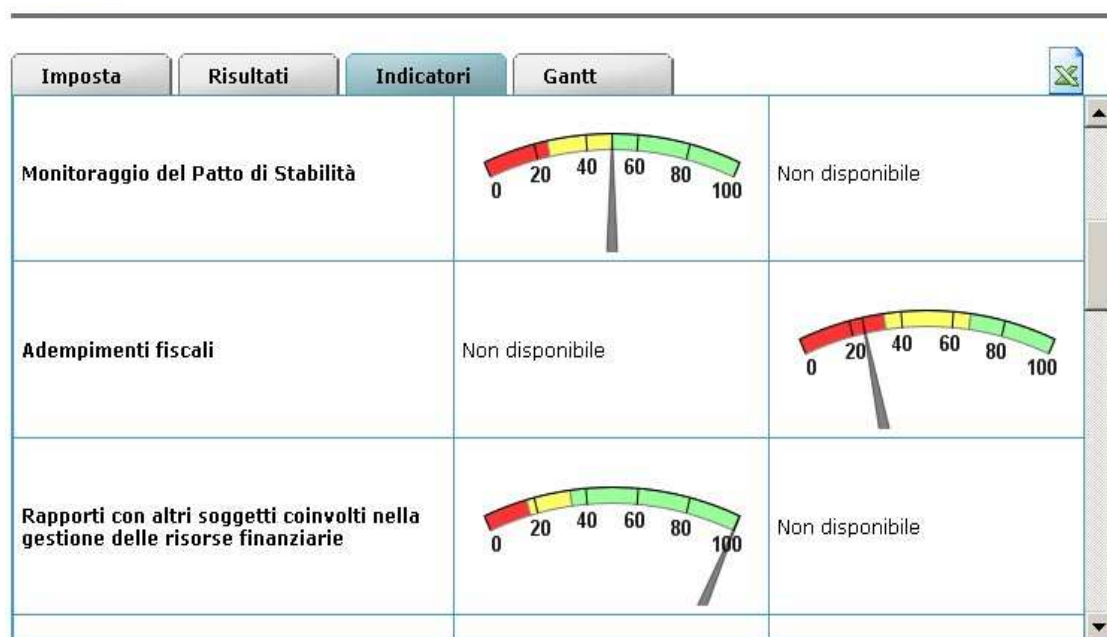 Imposta Risultati Indicatori Gantt
Monitoraggio del Patto di Stabilità
0 20 40 60 80 100
Non disponibile
Adempimenti fiscali
Non disponibile
0 20 40 60 80 100
Rapporti con altri soggetti coinvolti nella
gestione delle risorse finanziarie
0 20 40 60 80 100
Non disponibile